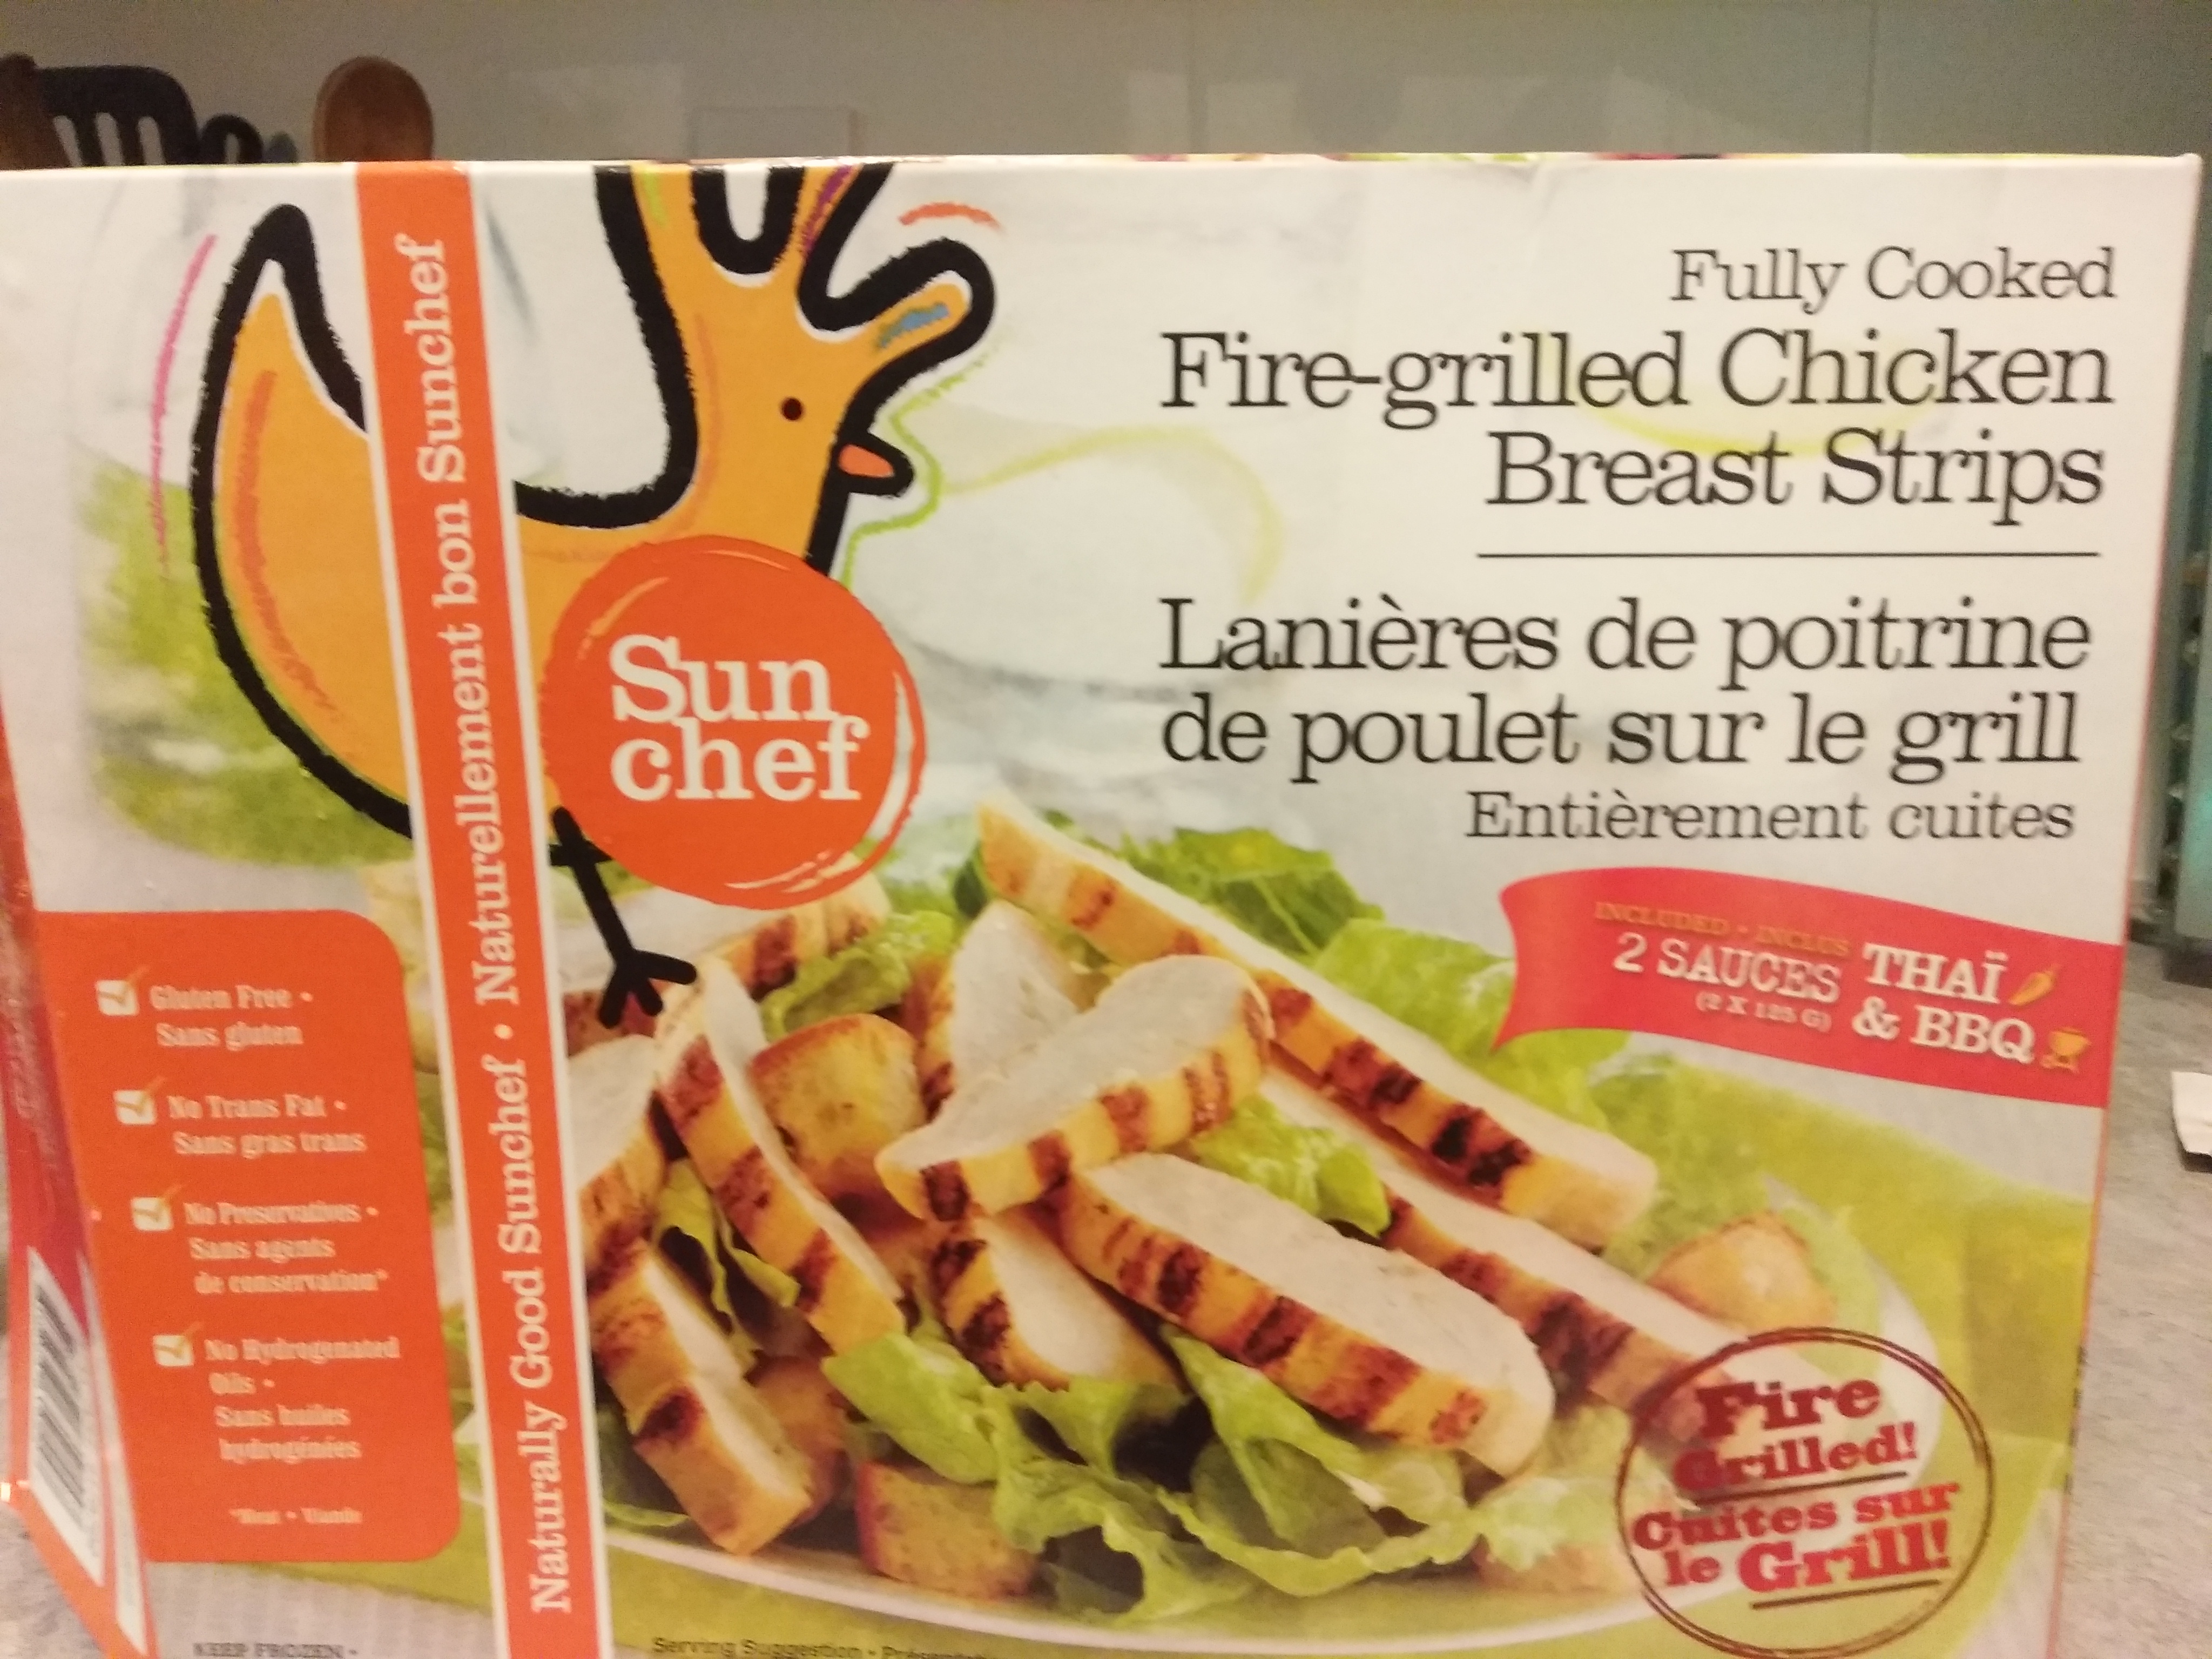 Fully Cooked
Fire-grilled Chicken
Breast Strips
Lanières de poitrine
de poulet sur le grill
Entièrement cuites
INCLUDED • INCLUS
2 SAUCES
(2 X 125 G)
THAÏ
& BBQ
Sun
chef
Naturally Good Sunchef • Naturellement bon Sunchef
Gluten Free •
Sans gluten
No Trans Fat •
Sans gras trans
No Preservatives •
Sans agents
de conservation*
No Hydrogenated
Oils •
Sans huiles
hydrogénées
*Meat • Viande
Fire
Grilled!
Cuites sur
le Grill!
KEEP FROZEN •
Serving Suggestion •